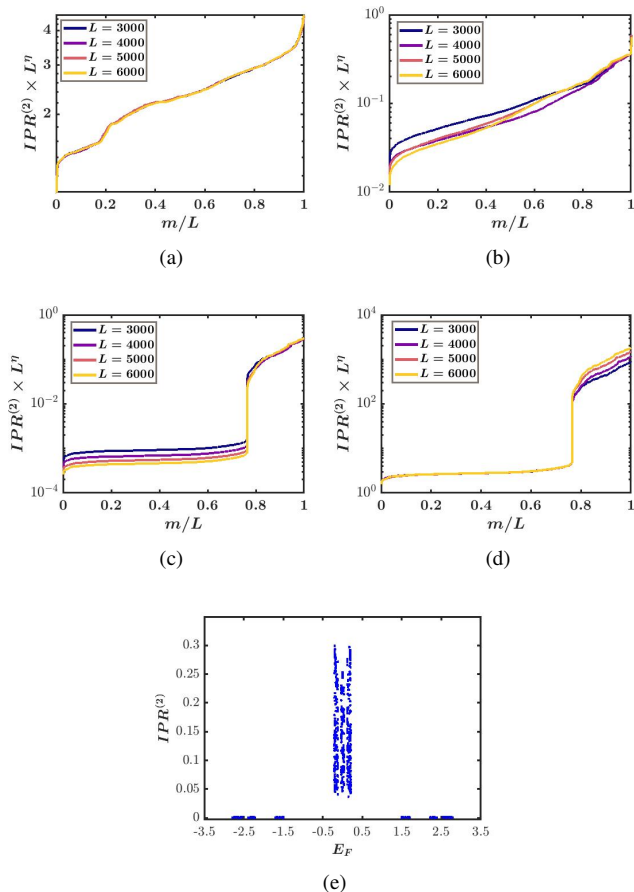 4
3
2
IPR^(2) × L^η
L = 3000
L = 4000
L = 5000
L = 6000
0 0.2 0.4 0.6 0.8 1
m/L
(a)
10^0
10^-1
10^-2
IPR^(2) × L^η
L = 3000
L = 4000
L = 5000
L = 6000
0 0.2 0.4 0.6 0.8 1
m/L
(b)
10^0
10^-2
10^-4
IPR^(2) × L^η
L = 3000
L = 4000
L = 5000
L = 6000
0 0.2 0.4 0.6 0.8 1
m/L
(c)
10^4
10^2
10^0
IPR^(2) × L^η
L = 3000
L = 4000
L = 5000
L = 6000
0 0.2 0.4 0.6 0.8 1
m/L
(d)
0.3
0.25
0.2
0.15
0.1
0.05
0
IPR^(2)
-3.5 -2.5 -1.5 -0.5 0.5 1.5 2.5 3.5
E_F
(e)